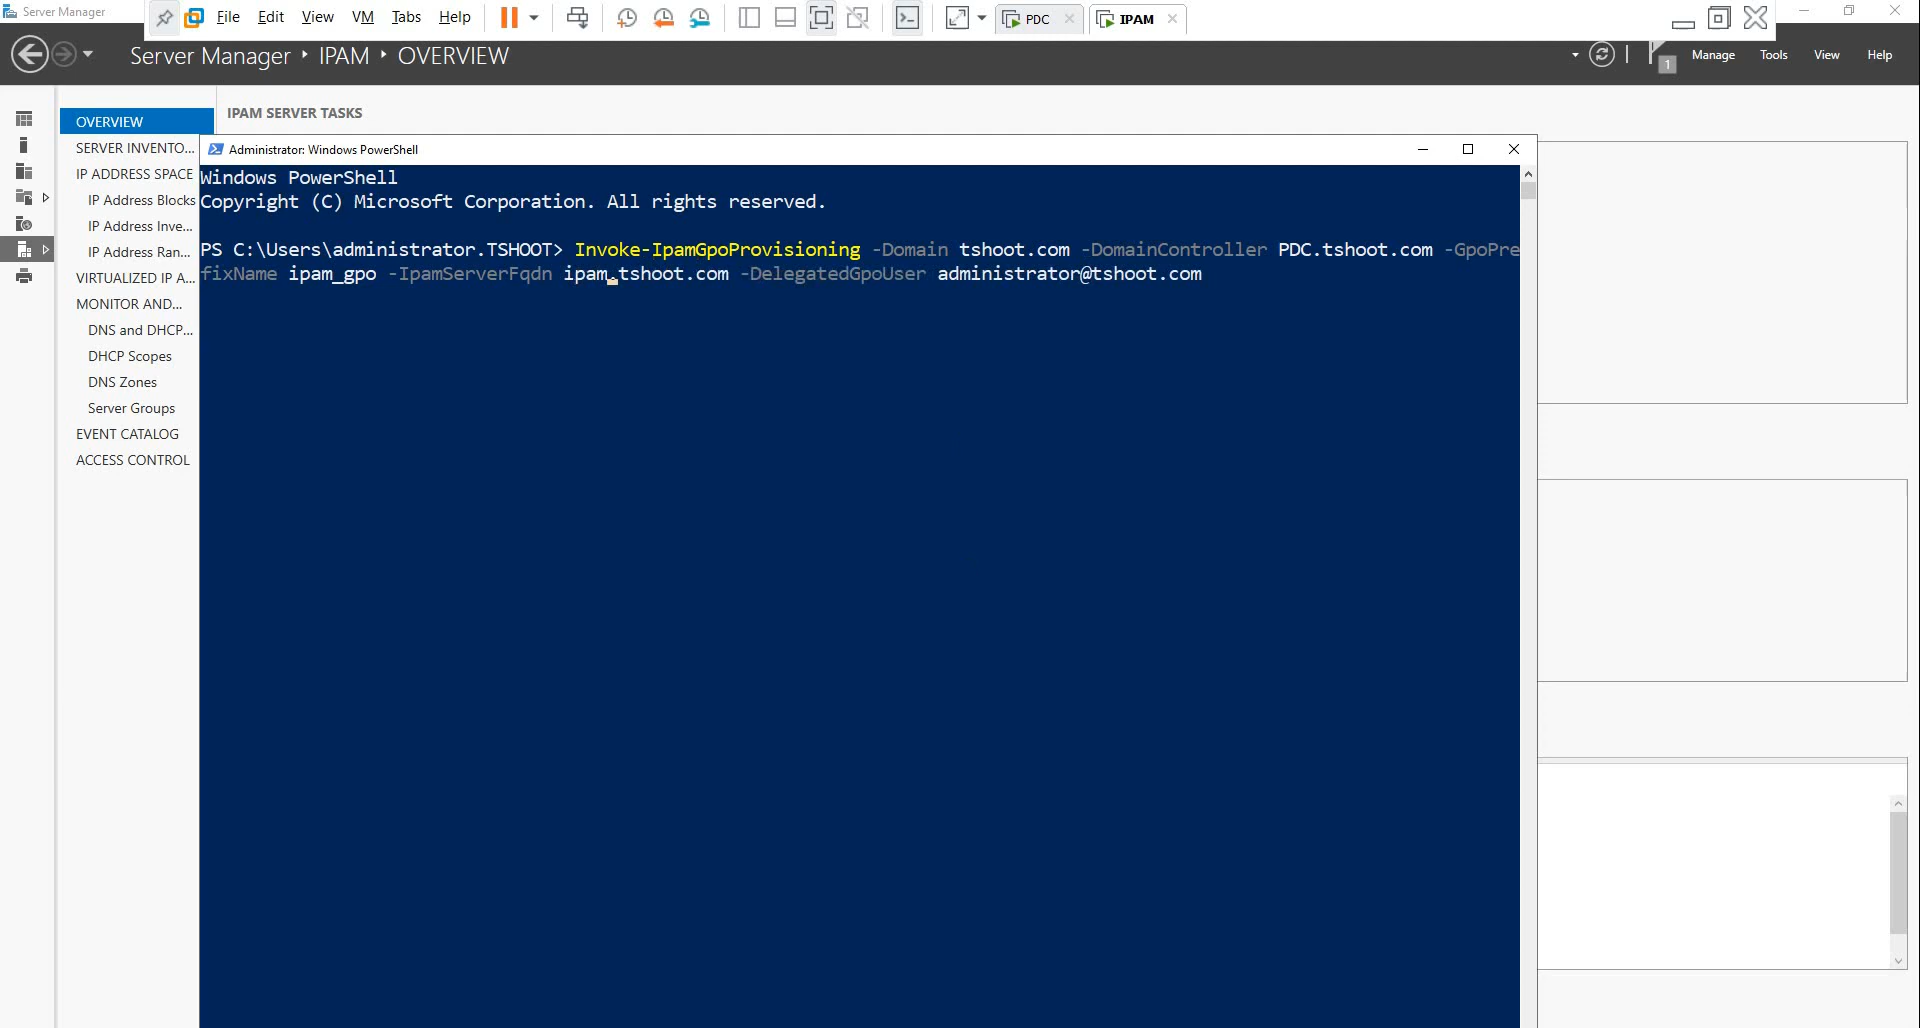 Server Manager
File Edit View VM Tabs Help
PDC
IPAM
Server Manager IPAM OVERVIEW
1
Manage Tools View Help
OVERVIEW
SERVER INVENTO...
IP ADDRESS SPACE
IP Address Blocks
IP Address Inve...
IP Address Ran...
VIRTUALIZED IP A...
MONITOR AND...
DNS and DHCP...
DHCP Scopes
DNS Zones
Server Groups
EVENT CATALOG
ACCESS CONTROL
IPAM SERVER TASKS
Administrator: Windows PowerShell
Windows PowerShell
Copyright (C) Microsoft Corporation. All rights reserved.
PS C:\Users\administrator.TSHOOT> Invoke-IpamGpoProvisioning -Domain tshoot.com -DomainController PDC.tshoot.com -GpoPre
fixName ipam_gpo -IpamServerFqdn ipam.tshoot.com -DelegatedGpoUser administrator@tshoot.com